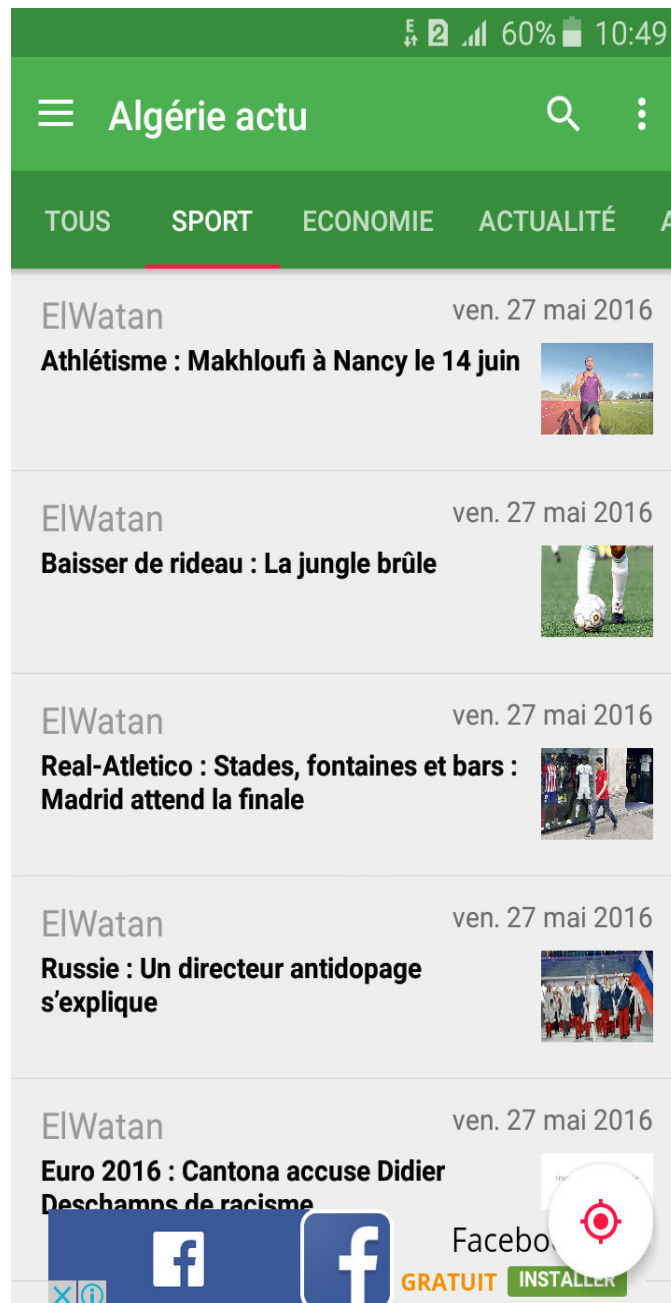 E 2 60% 10:49
Algérie actu
TOUS SPORT ECONOMIE ACTUALITÉ A
ElWatan ven. 27 mai 2016
Athlétisme : Makhloufi à Nancy le 14 juin
ElWatan ven. 27 mai 2016
Baisser de rideau : La jungle brûle
ElWatan ven. 27 mai 2016
Real-Atletico : Stades, fontaines et bars :
Madrid attend la finale
ElWatan ven. 27 mai 2016
Russie : Un directeur antidopage
s’explique
ElWatan ven. 27 mai 2016
Euro 2016 : Cantona accuse Didier
Deschamps de racisme
f f Facebo
GRATUIT INSTALLER